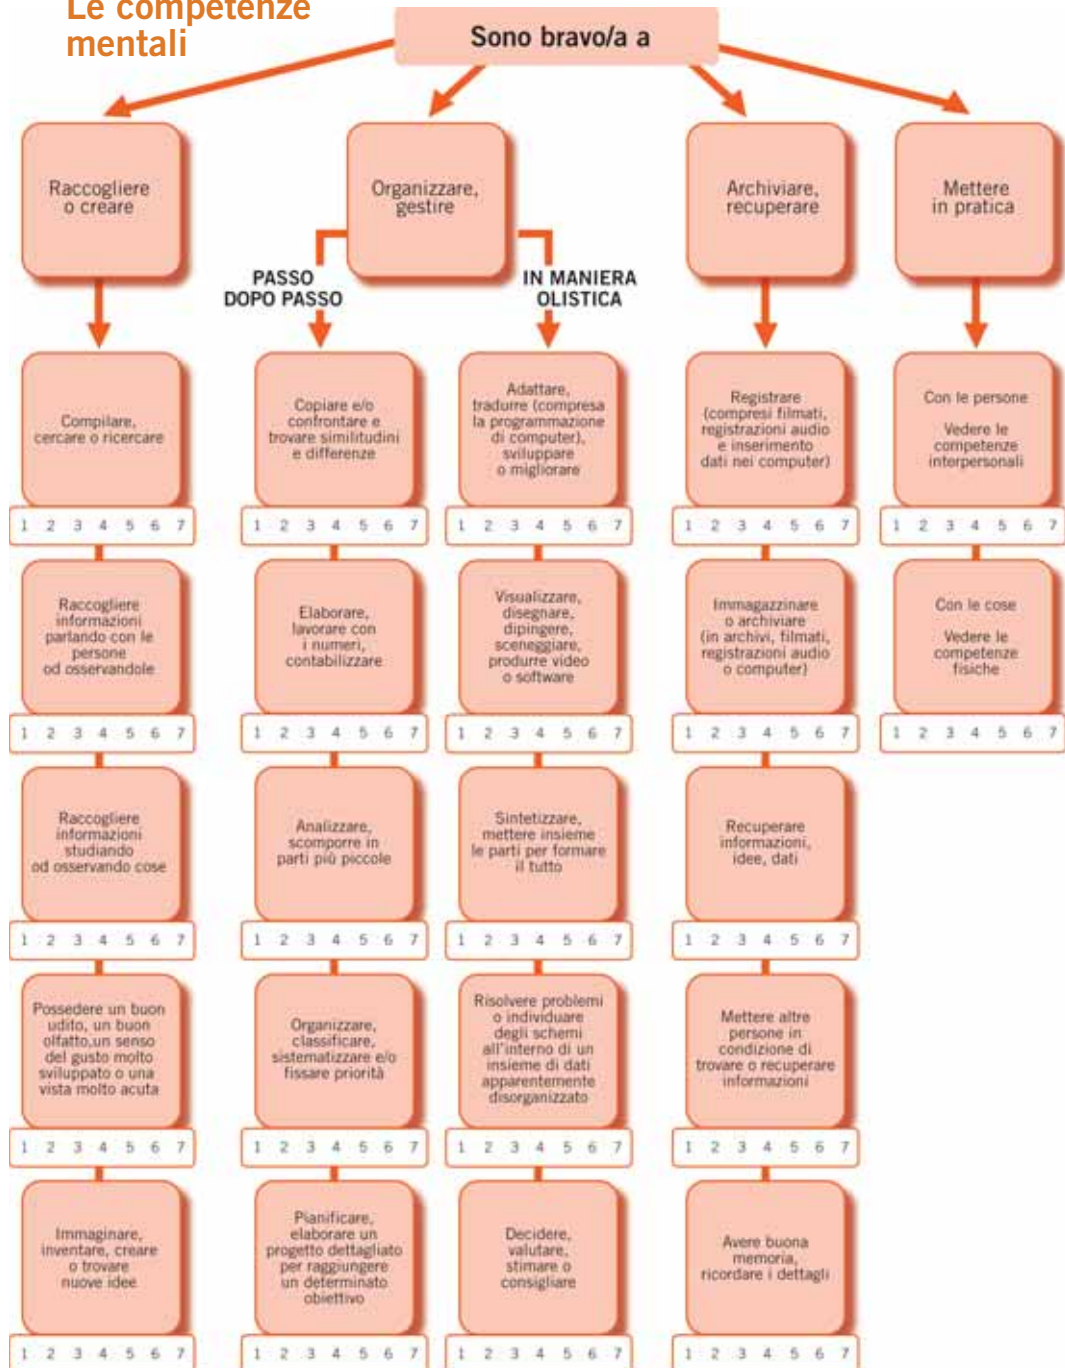 Le competenze
mentali
Sono bravo/a a
Raccogliere
o creare
Organizzare,
gestire
Archiviare,
recuperare
Mettere
in pratica
PASSO
DOPO PASSO
IN MANIERA
OLISTICA
Compilare,
cercare o ricercare
1 2 3 4 5 6 7
Raccogliere
informazioni
parlando con le
persone
od osservandole
1 2 3 4 5 6 7
Raccogliere
informazioni
studiando
od osservando cose
1 2 3 4 5 6 7
Possedere un buon
udito, un buon
olfatto,un senso
del gusto molto
sviluppato o una
vista molto acuta
1 2 3 4 5 6 7
Immaginare,
inventare, creare
o trovare
nuove idee
1 2 3 4 5 6 7
Copiare e/o
confrontare e
trovare similitudini
e differenze
1 2 3 4 5 6 7
Elaborare,
lavorare con
i numeri,
contabilizzare
1 2 3 4 5 6 7
Analizzare,
scomporre in
parti più piccole
1 2 3 4 5 6 7
Organizzare,
classificare,
sistematizzare e/o
fissare priorità
1 2 3 4 5 6 7
Pianificare,
elaborare un
progetto dettagliato
per raggiungere
un determinato
obiettivo
1 2 3 4 5 6 7
Adattare,
tradurre (compresa
la programmazione
di computer),
sviluppare
o migliorare
1 2 3 4 5 6 7
Visualizzare,
disegnare,
dipingere,
sceneggiare,
produrre video
o software
1 2 3 4 5 6 7
Sintetizzare,
mettere insieme
le parti per formare
il tutto
1 2 3 4 5 6 7
Risolvere problemi
o individuare
degli schemi
all'interno di un
insieme di dati
apparentemente
disorganizzato
1 2 3 4 5 6 7
Decidere,
valutare,
stimare o
consigliare
1 2 3 4 5 6 7
Registrare
(compresi filmati,
registrazioni audio
e inserimento
dati nei computer)
1 2 3 4 5 6 7
Immagazzinare
o archiviare
(in archivi, filmati,
registrazioni audio
o computer)
1 2 3 4 5 6 7
Recuperare
informazioni,
idee, dati
1 2 3 4 5 6 7
Mettere altre
persone in
condizione di
trovare o recuperare
informazioni
1 2 3 4 5 6 7
Avere buona
memoria,
ricordare i dettagli
1 2 3 4 5 6 7
Con le persone
Vedere le
competenze
interpersonali
1 2 3 4 5 6 7
Con le cose
Vedere le
competenze
fisiche
1 2 3 4 5 6 7